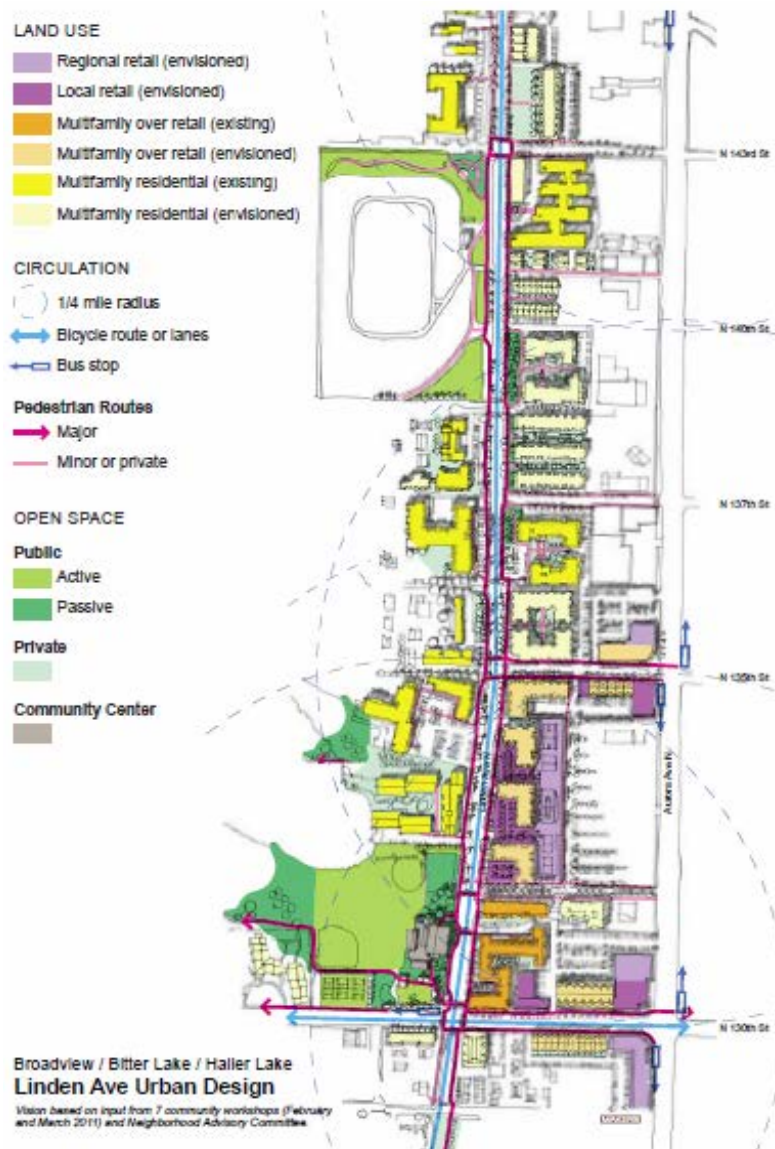 LAND USE
Regional retail (envisioned)
Local retail (envisioned)
Multifamily over retail (existing)
Multifamily over retail (envisioned)
Multifamily residential (existing)
Multifamily residential (envisioned)
CIRCULATION
1/4 mile radius
Bicycle route or lanes
Bus stop
Pedestrian Routes
Major
Minor or private
OPEN SPACE
Public
Active
Passive
Private
Community Center
N 143rd St
N 140th St
N 137th St
N 135th St
Linden Ave N
Aurora Ave N
N 130th St
Broadview / Bitter Lake / Haller Lake
Linden Ave Urban Design
Vision based on input from 7 community workshops (February
and March 2011) and Neighborhood Advisory Committee.
MAKERS